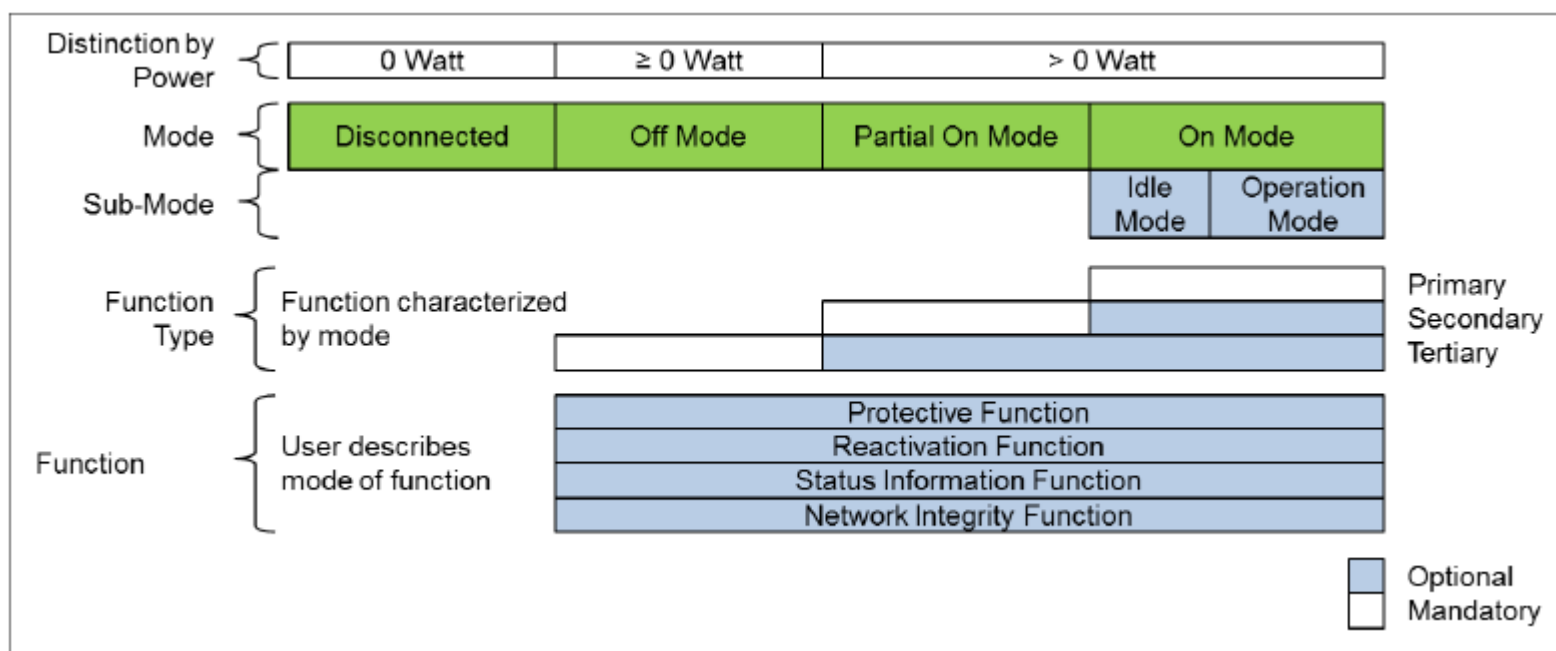 Distinction by
Power
0 Watt
≥ 0 Watt
> 0 Watt
Mode
Disconnected
Off Mode
Partial On Mode
On Mode
Sub-Mode
Idle
Mode
Operation
Mode
Function
Type
Function characterized
by mode
Primary
Secondary
Tertiary
Function
User describes
mode of function
Protective Function
Reactivation Function
Status Information Function
Network Integrity Function
Optional
Mandatory